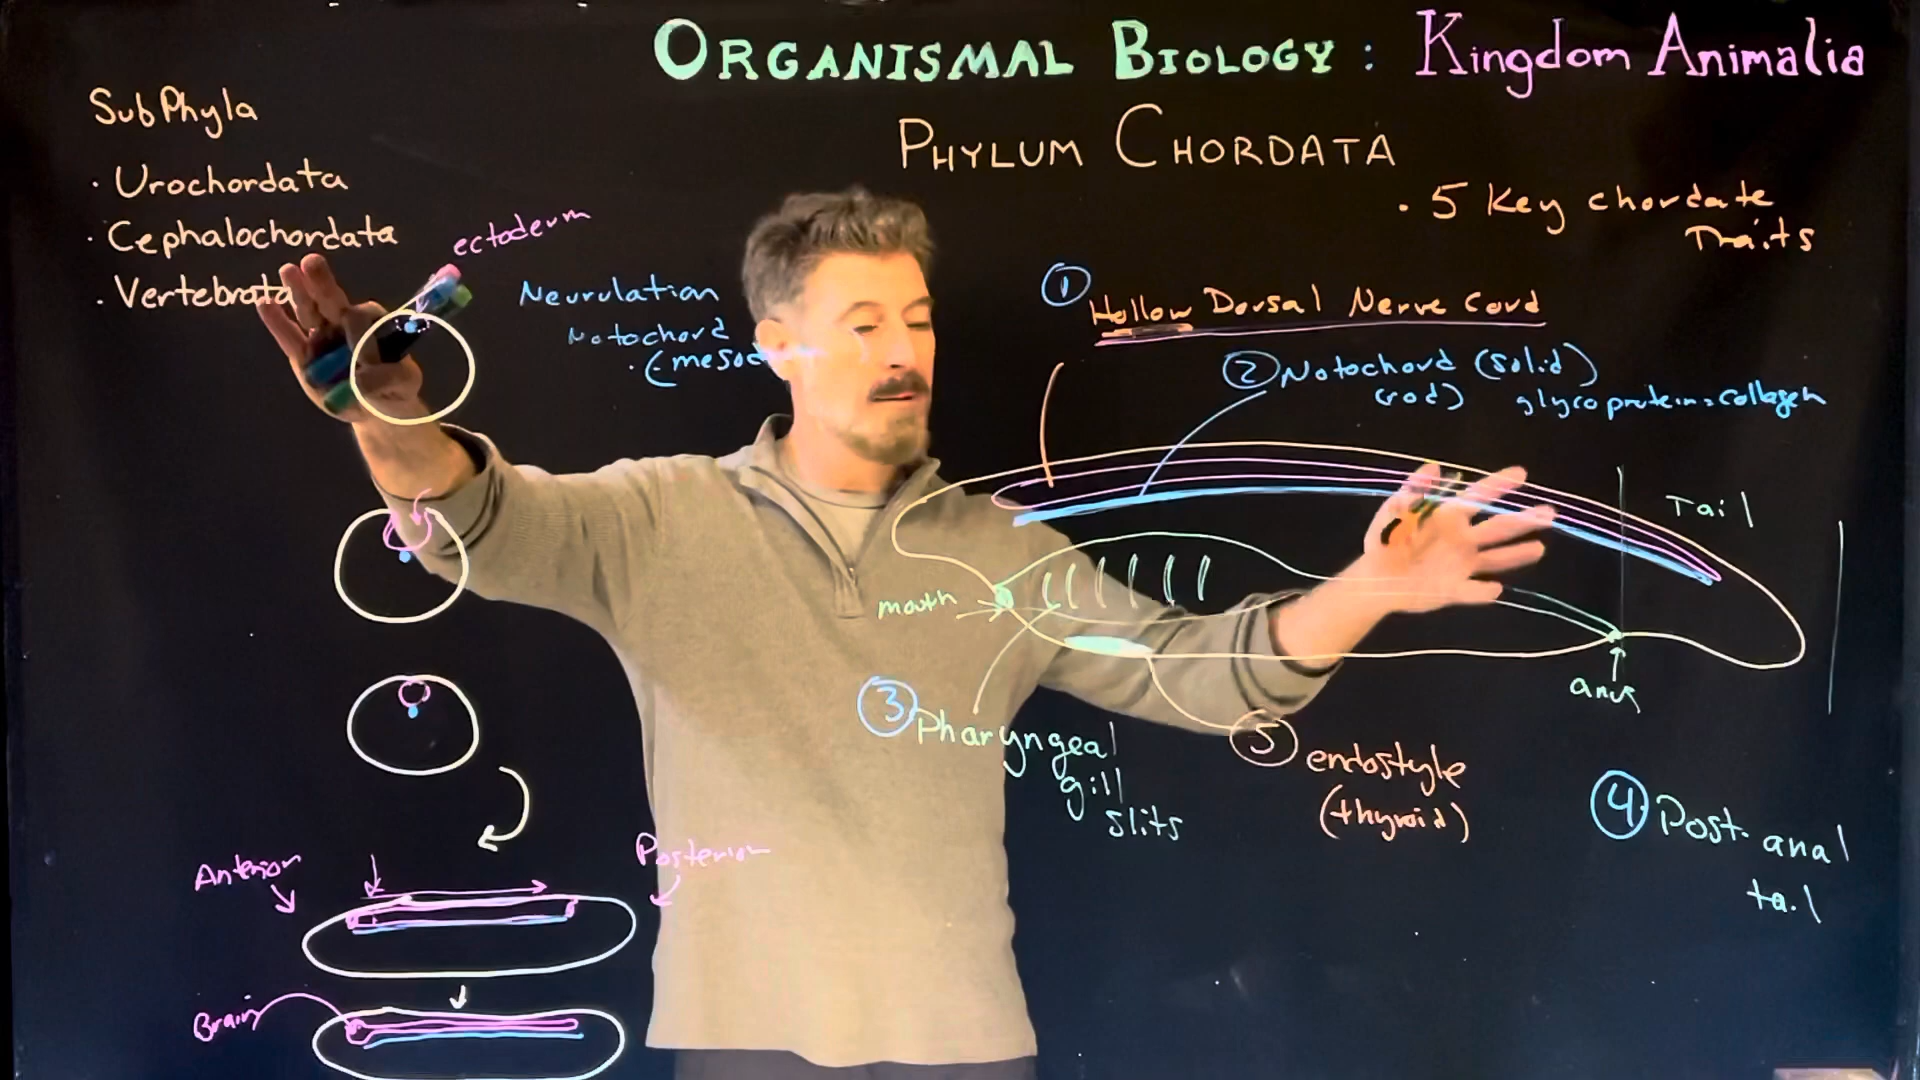 ORGANISMAL BIOLOGY: Kingdom Animalia
PHYLUM CHORDATA
SubPhyla
· Urochordata
· Cephalochordata
· Vertebrata
ectoderm
Neurulation
Notochord
· 5 Key chordate
Traits
① Hollow Dorsal Nerve Cord
② Notochord (solid)
(rod) glycoprotein = collagen
Tail
mouth
anus
③ Pharyngeal
gill
slits
⑤ endostyle
(thyroid)
④ Post-anal
tail
Anterior
Posterior
Brain